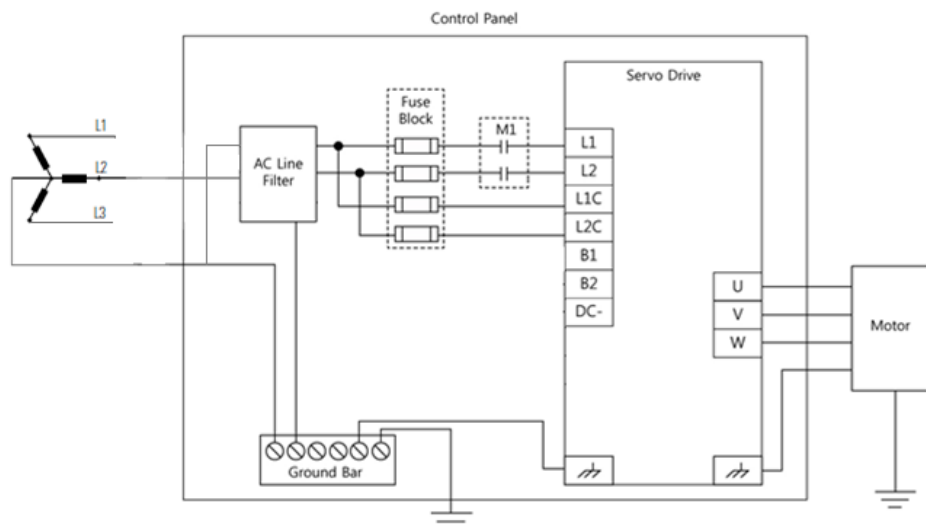 Control Panel
Servo Drive
Fuse
Block
M1
L1
L2
L3
AC Line
Filter
L1
L2
L1C
L2C
B1
B2
DC-
U
V
W
Motor
Ground Bar